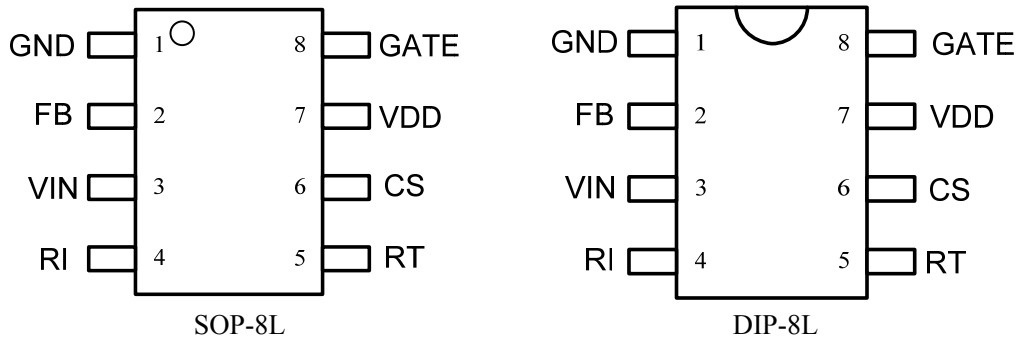 GND 1 8 GATE
FB 2 7 VDD
VIN 3 6 CS
RI 4 5 RT
SOP-8L
GND 1 8 GATE
FB 2 7 VDD
VIN 3 6 CS
RI 4 5 RT
DIP-8L